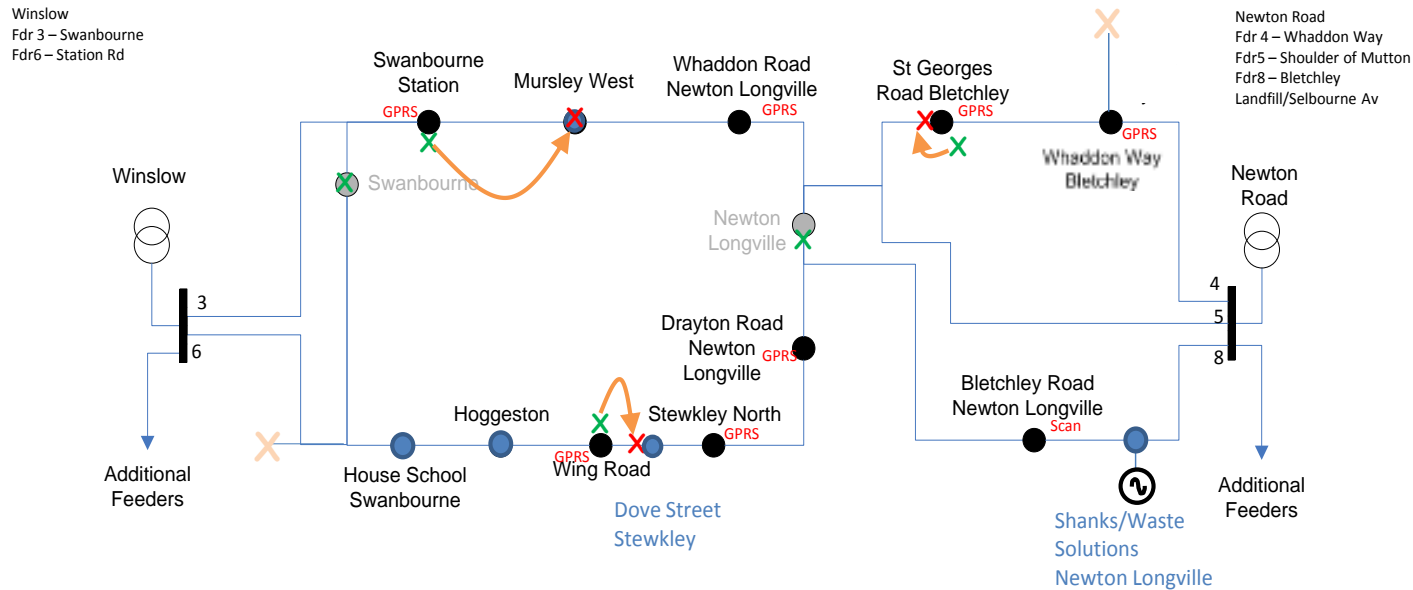 Winslow
Fdr 3 – Swanbourne
Fdr6 – Station Rd
Newton Road
Fdr 4 – Whaddon Way
Fdr5 – Shoulder of Mutton
Fdr8 – Bletchley
Landfill/Selbourne Av
Swanbourne
Station
GPRS
Mursley West
Whaddon Road
Newton Longville
GPRS
St Georges
Road Bletchley
GPRS
GPRS
Whaddon Way
Bletchley
Winslow
Swanbourne
Newton
Longville
Newton
Road
3
6
4
5
8
Drayton Road
Newton
Longville
GPRS
Hoggeston
Stewkley North
GPRS
GPRS
Wing Road
House School
Swanbourne
Bletchley Road
Newton Longville
Scan
Additional
Feeders
Additional
Feeders
Dove Street
Stewkley
Shanks/Waste
Solutions
Newton Longville